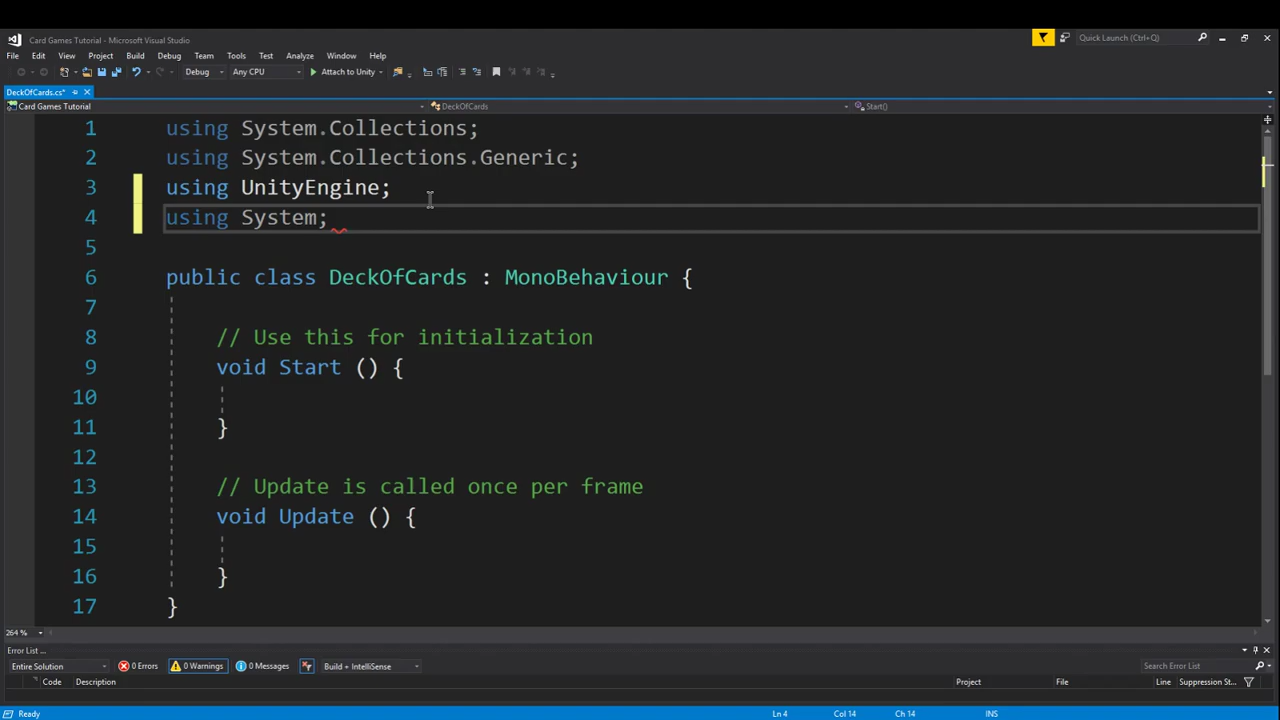 Card Games Tutorial - Microsoft Visual Studio
Quick Launch (Ctrl+Q)
File Edit View Project Build Debug Team Tools Test Analyze Window Help
Debug Any CPU Attach to Unity
DeckOfCards.cs*
Card Games Tutorial DeckOfCards Start()
1 using System.Collections;
2 using System.Collections.Generic;
3 using UnityEngine;
4 using System;
5
6 public class DeckOfCards : MonoBehaviour {
7
8 // Use this for initialization
9 void Start () {
10
11 }
12
13 // Update is called once per frame
14 void Update () {
15
16 }
17 }
264 %
Error List ...
Entire Solution 0 Errors 0 Warnings 0 Messages Build + IntelliSense Search Error List
Code Description Project File Line Suppression St...
Ready Ln 4 Col 14 Ch 14 INS